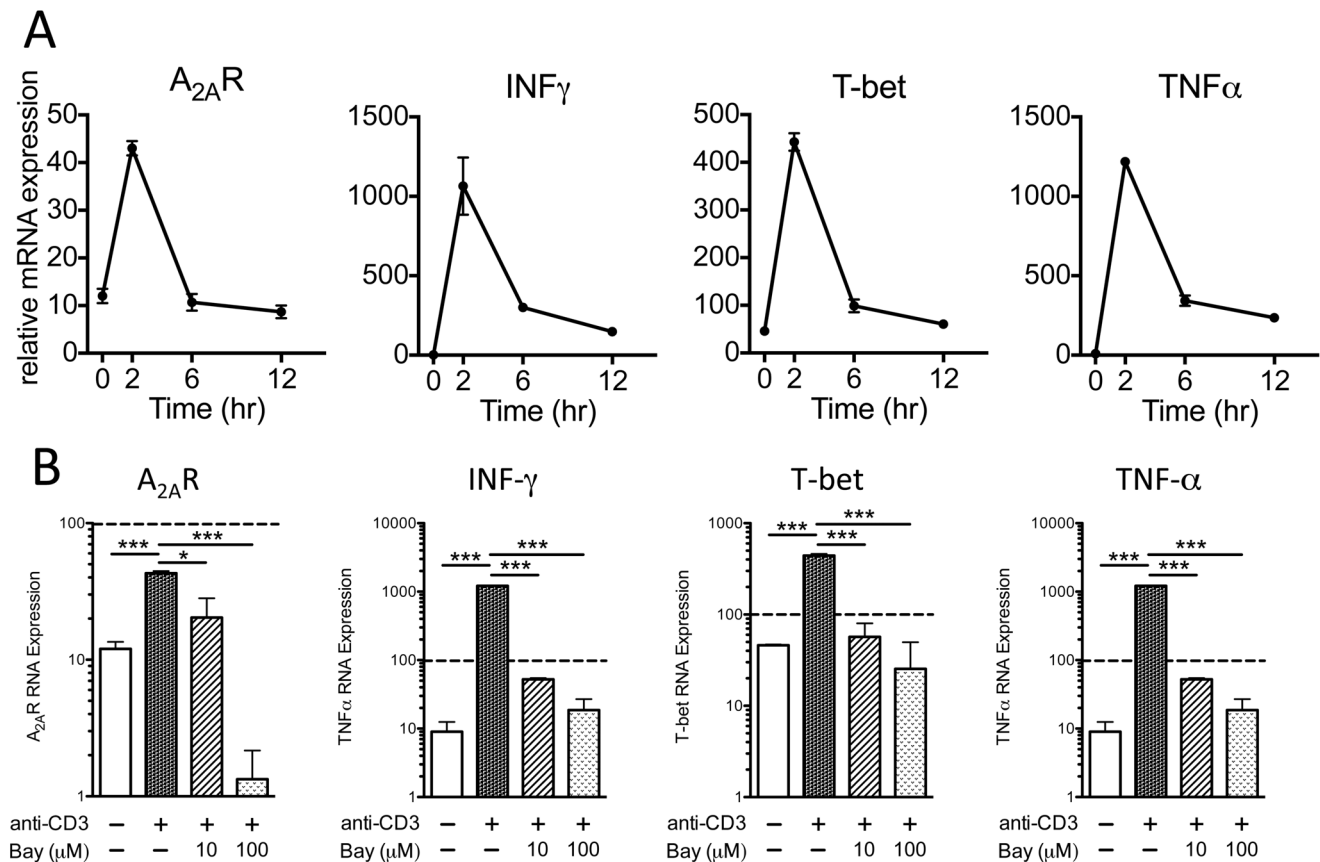 A
A2AR
INFγ
T-bet
TNFα
relative mRNA expression
50
40
30
20
10
0
0 2 6 12
Time (hr)
1500
1000
500
0
0 2 6 12
Time (hr)
500
400
300
200
100
0
0 2 6 12
Time (hr)
1500
1000
500
0
0 2 6 12
Time (hr)
B
A2AR
INF-γ
T-bet
TNF-α
A2AR RNA Expression
100
10
1
*** * ***
anti-CD3 – + + +
Bay (μM) – – 10 100
TNFα RNA Expression
10000
1000
100
10
1
*** *** ***
– + + +
– – 10 100
T-bet RNA Expression
1000
100
10
1
*** *** ***
anti-CD3 – + + +
Bay (μM) – – 10 100
TNFα RNA Expression
10000
1000
100
10
1
*** *** ***
anti-CD3 – + + +
Bay (μM) – – 10 100